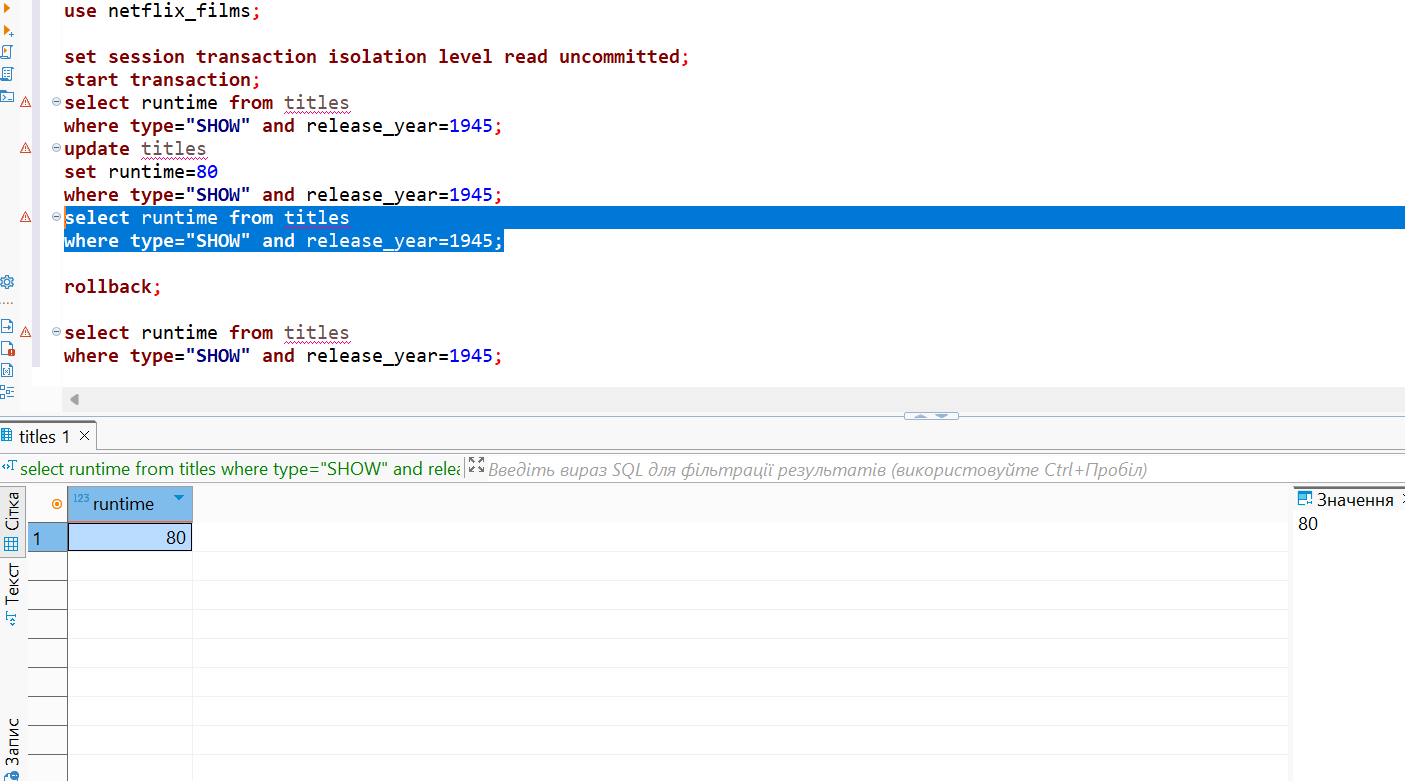 use netflix_films;
set session transaction isolation level read uncommitted;
start transaction;
select runtime from titles
where type="SHOW" and release_year=1945;
update titles
set runtime=80
where type="SHOW" and release_year=1945;
select runtime from titles
where type="SHOW" and release_year=1945;
rollback;
select runtime from titles
where type="SHOW" and release_year=1945;
titles 1
select runtime from titles where type="SHOW" and relea
Введіть вираз SQL для фільтрації результатів (використовуйте Ctrl+Пробіл)
Сітка
Текст
Запис
123 runtime
1 80
Значення
80